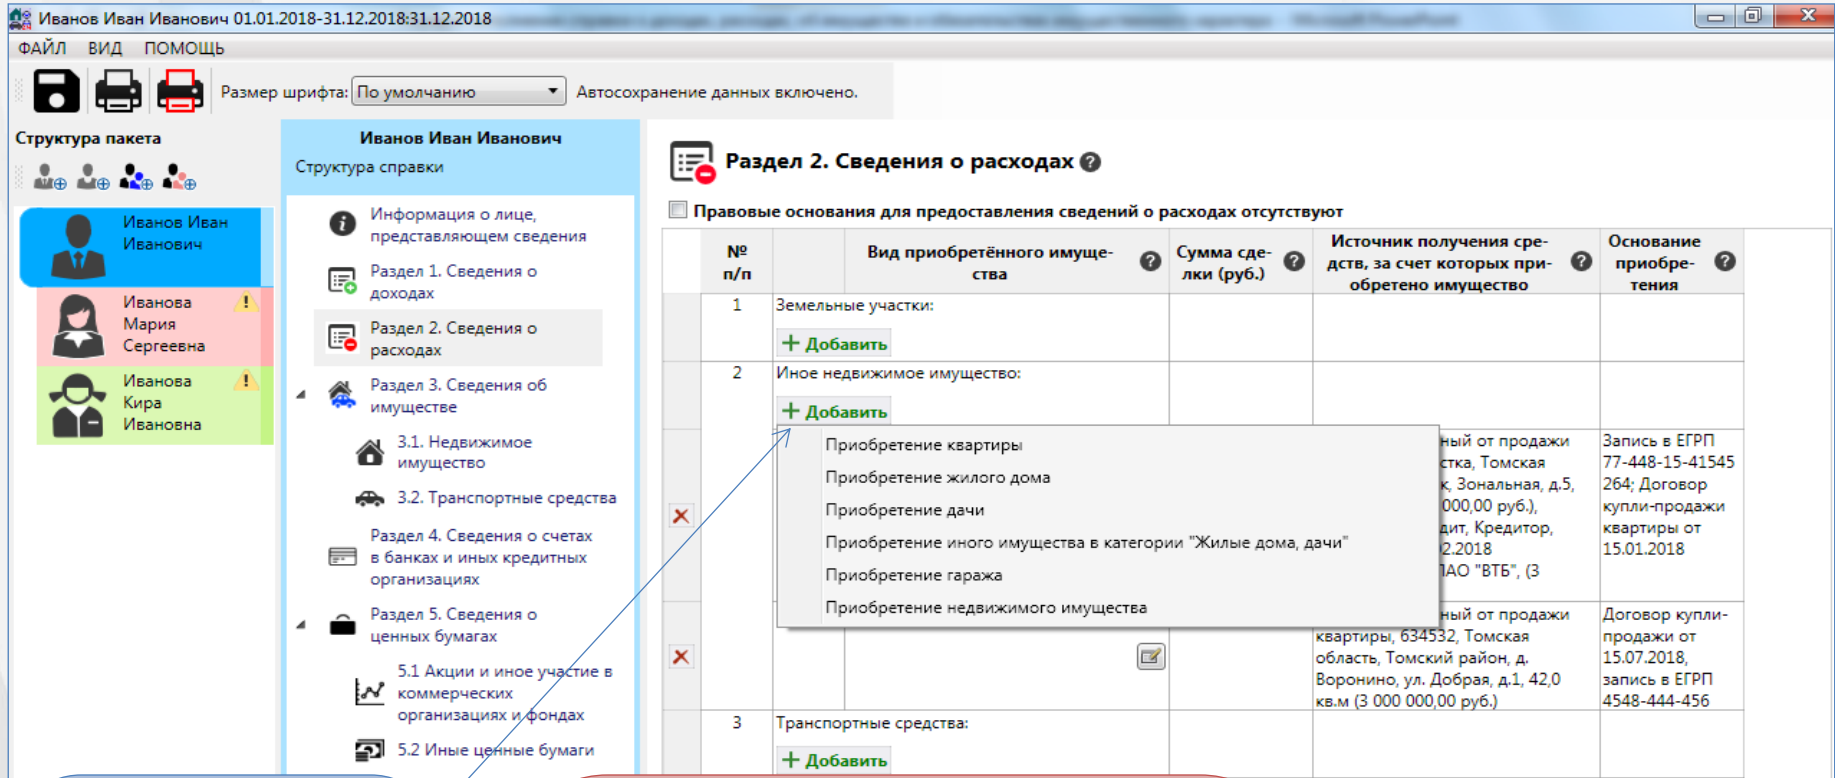 Иванов Иван Иванович 01.01.2018-31.12.2018:31.12.2018
ФАЙЛ ВИД ПОМОЩЬ
Размер шрифта: По умолчанию Автосохранение данных включено.
Структура пакета
Иванов Иван
Иванович
Иванова
Мария
Сергеевна
Иванова
Кира
Ивановна
Иванов Иван Иванович
Структура справки
Информация о лице,
представляющем сведения
Раздел 1. Сведения о
доходах
Раздел 2. Сведения о
расходах
Раздел 3. Сведения об
имуществе
3.1. Недвижимое
имущество
3.2. Транспортные средства
Раздел 4. Сведения о счетах
в банках и иных кредитных
организациях
Раздел 5. Сведения о
ценных бумагах
5.1 Акции и иное участие в
коммерческих
организациях и фондах
5.2 Иные ценные бумаги
Раздел 2. Сведения о расходах
Правовые основания для предоставления сведений о расходах отсутствуют
№
п/п
Вид приобретённого имуще-
ства
Сумма сде-
лки (руб.)
Источник получения сре-
дств, за счет которых при-
обретено имущество
Основание
приобре-
тения
1 Земельные участки:
+ Добавить
2 Иное недвижимое имущество:
+ Добавить
Приобретение квартиры
Приобретение жилого дома
Приобретение дачи
Приобретение иного имущества в категории "Жилые дома, дачи"
Приобретение гаража
Приобретение недвижимого имущества
ный от продажи
стка, Томская
к, Зональная, д.5,
000,00 руб.),
дит, Кредитор,
2.2018
ПАО "ВТБ", (3
Запись в ЕГРП
77-448-15-41545
264; Договор
купли-продажи
квартиры от
15.01.2018
ный от продажи
квартиры, 634532, Томская
область, Томский район, д.
Воронино, ул. Добрая, д.1, 42,0
кв.м (3 000 000,00 руб.)
Договор купли-
продажи от
15.07.2018,
запись в ЕГРП
4548-444-456
3 Транспортные средства:
+ Добавить